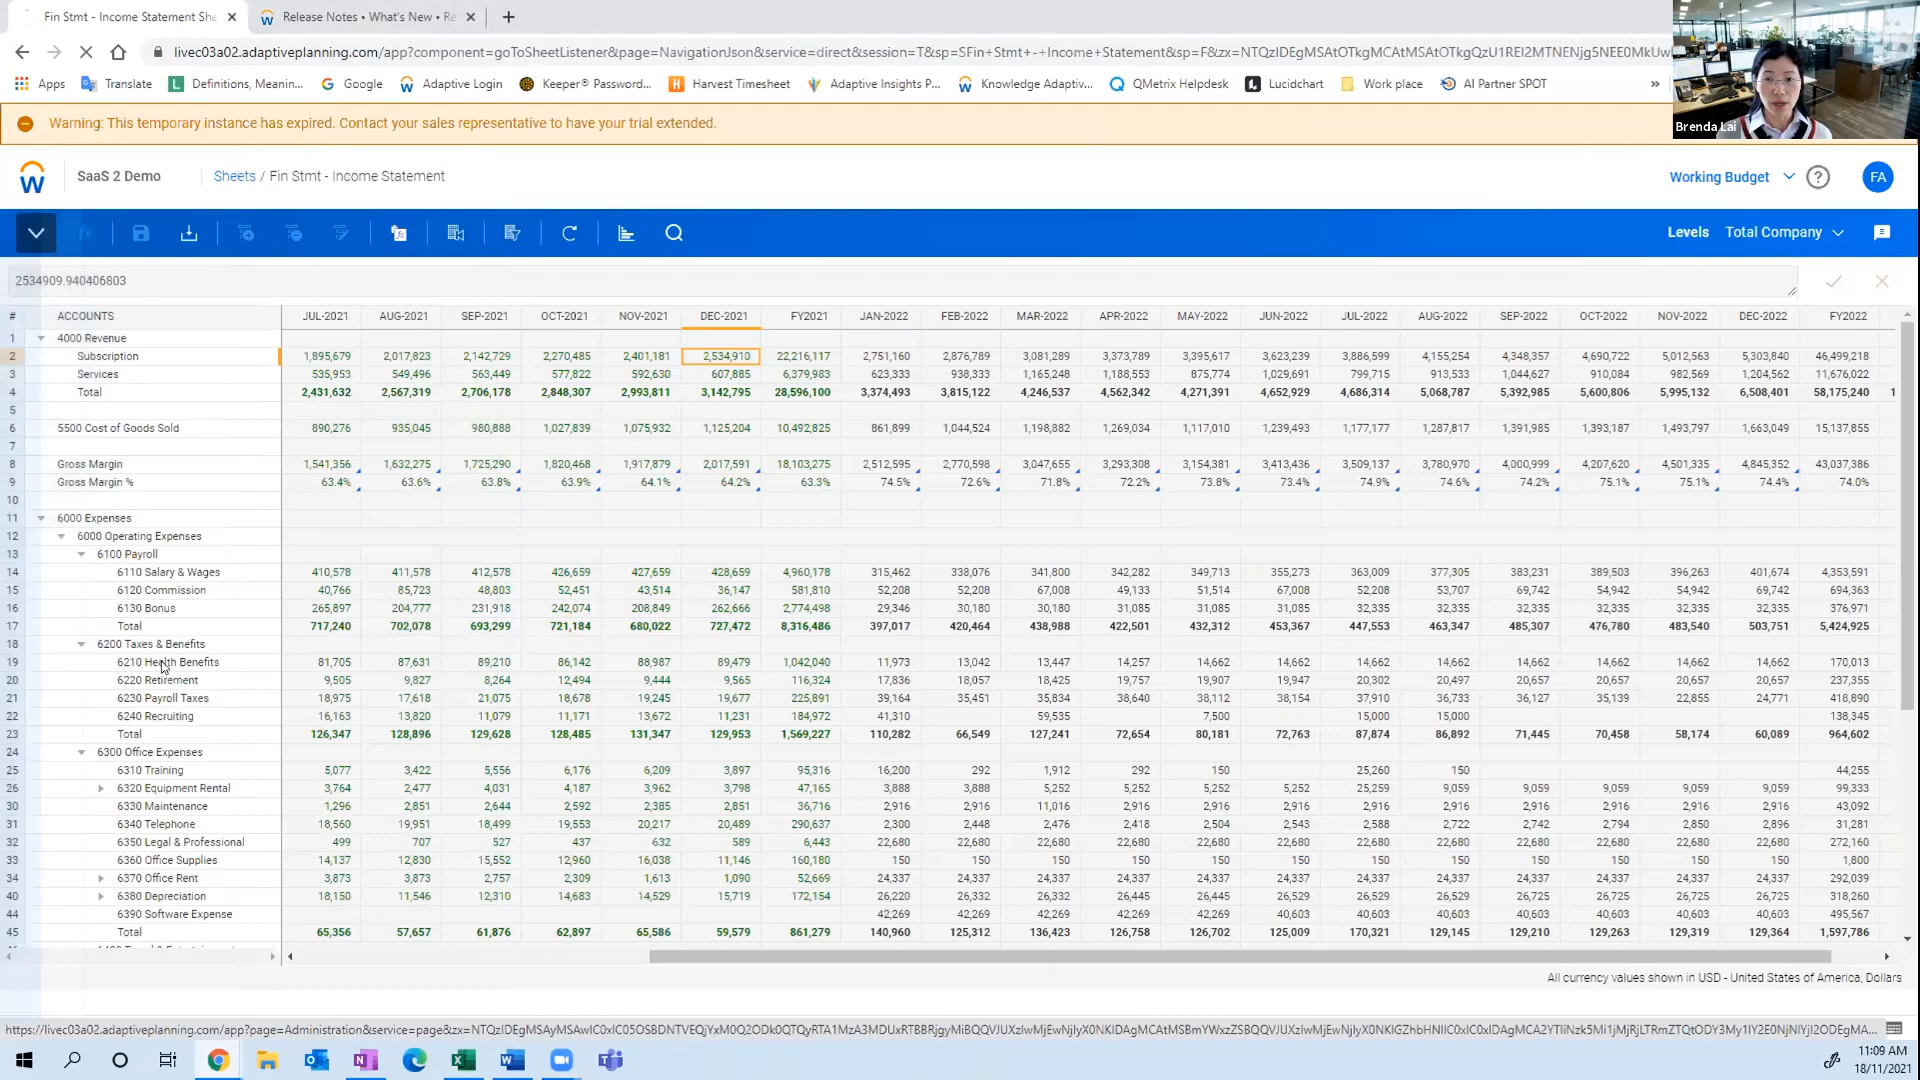 Fin Stmt - Income Statement She
Release Notes • What's New • Re
livec03a02.adaptiveplanning.com/app?component=goToSheetListener&page=NavigationJson&service=direct&session=T&sp=SFin+Stmt+-+Income+Statement&sp=F&zx=
Apps Translate Definitions, Meanin... Google Adaptive Login Keeper® Password... Harvest Timesheet Adaptive Insights P... Knowledge Adaptiv... QMetrix Helpdesk Lucidchart Work place AI Partner SPOT »
Brenda Lai
Warning: This temporary instance has expired. Contact your sales representative to have your trial extended.
SaaS 2 Demo Sheets / Fin Stmt - Income Statement Working Budget ? FA
Levels Total Company
2534909.940406803
# ACCOUNTS JUL-2021 AUG-2021 SEP-2021 OCT-2021 NOV-2021 DEC-2021 FY2021 JAN-2022 FEB-2022 MAR-2022 APR-2022 MAY-2022 JUN-2022 JUL-2022 AUG-2022 SEP-2022 OCT-2022 NOV-2022 DEC-2022 FY2022
1 4000 Revenue
2 Subscription 1,895,679 2,017,823 2,142,729 2,270,485 2,401,181 2,534,910 22,216,117 2,751,160 2,876,789 3,081,289 3,373,789 3,395,617 3,623,239 3,886,599 4,155,254 4,348,357 4,690,722 5,012,563 5,303,840 46,499,218
3 Services 535,953 549,496 563,449 577,822 592,630 607,885 6,379,983 623,333 938,333 1,165,248 1,188,553 875,774 1,029,691 799,715 913,533 1,044,627 910,084 982,569 1,204,562 11,676,022
4 Total 2,431,632 2,567,319 2,706,178 2,848,307 2,993,811 3,142,795 28,596,100 3,374,493 3,815,122 4,246,537 4,562,342 4,271,391 4,652,929 4,686,314 5,068,787 5,392,985 5,600,806 5,995,132 6,508,401 58,175,240 1
5
6 5500 Cost of Goods Sold 890,276 935,045 980,888 1,027,839 1,075,932 1,125,204 10,492,825 861,899 1,044,524 1,198,882 1,269,034 1,117,010 1,239,493 1,177,177 1,287,817 1,391,985 1,393,187 1,493,797 1,663,049 15,137,855
7
8 Gross Margin 1,541,356 1,632,275 1,725,290 1,820,468 1,917,879 2,017,591 18,103,275 2,512,595 2,770,598 3,047,655 3,293,308 3,154,381 3,413,436 3,509,137 3,780,970 4,000,999 4,207,620 4,501,335 4,845,352 43,037,386
9 Gross Margin % 63.4% 63.6% 63.8% 63.9% 64.1% 64.2% 63.3% 74.5% 72.6% 71.8% 72.2% 73.8% 73.4% 74.9% 74.6% 74.2% 75.1% 75.1% 74.4% 74.0%
10
11 6000 Expenses
12 6000 Operating Expenses
13 6100 Payroll
14 6110 Salary & Wages 410,578 411,578 412,578 426,659 427,659 428,659 4,960,178 315,462 338,076 341,800 342,282 349,713 355,273 363,009 377,305 383,231 389,503 396,263 401,674 4,353,591
15 6120 Commission 40,766 85,723 48,803 52,451 43,514 36,147 581,810 52,208 52,208 67,008 49,133 51,514 67,008 52,208 53,707 69,742 54,942 54,942 69,742 694,363
16 6130 Bonus 265,897 204,777 231,918 242,074 208,849 262,666 2,774,498 29,346 30,180 30,180 31,085 31,085 31,085 32,335 32,335 32,335 32,335 32,335 32,335 376,971
17 Total 717,240 702,078 693,299 721,184 680,022 727,472 8,316,486 397,017 420,464 438,988 422,501 432,312 453,367 447,553 463,347 485,307 476,780 483,540 503,751 5,424,925
18 6200 Taxes & Benefits
19 6210 Health Benefits 81,705 87,631 89,210 86,142 88,987 89,479 1,042,040 11,973 13,042 13,447 14,257 14,662 14,662 14,662 14,662 14,662 14,662 14,662 14,662 170,013
20 6220 Retirement 9,505 9,827 8,264 12,494 9,444 9,565 116,324 17,836 18,057 18,425 19,757 19,907 19,947 20,302 20,497 20,657 20,657 20,657 20,657 237,355
21 6230 Payroll Taxes 18,975 17,618 21,075 18,678 19,245 19,677 225,891 39,164 35,451 35,834 38,640 38,112 38,154 37,910 36,733 36,127 35,139 22,855 24,771 418,890
22 6240 Recruiting 16,163 13,820 11,079 11,171 13,672 11,231 184,972 41,310 59,535 7,500 15,000 15,000 138,345
23 Total 126,347 128,896 129,628 128,485 131,347 129,953 1,569,227 110,282 66,549 127,241 72,654 80,181 72,763 87,874 86,892 71,445 70,458 58,174 60,089 964,602
24 6300 Office Expenses
25 6310 Training 5,077 3,422 5,556 6,176 6,209 3,897 95,316 16,200 292 1,912 292 150 25,260 150 44,255
26 6320 Equipment Rental 3,764 2,477 4,031 4,187 3,962 3,798 47,165 3,888 3,888 5,252 5,252 5,252 5,252 25,259 9,059 9,059 9,059 9,059 9,059 99,333
30 6330 Maintenance 1,296 2,851 2,644 2,592 2,385 2,851 36,716 2,916 2,916 11,016 2,916 2,916 2,916 2,916 2,916 2,916 2,916 2,916 2,916 43,092
31 6340 Telephone 18,560 19,951 18,499 19,553 20,217 20,489 290,637 2,300 2,448 2,476 2,418 2,504 2,543 2,588 2,722 2,742 2,794 2,850 2,896 31,281
32 6350 Legal & Professional 499 707 527 437 632 589 6,443 22,680 22,680 22,680 22,680 22,680 22,680 22,680 22,680 22,680 22,680 22,680 22,680 272,160
33 6360 Office Supplies 14,137 12,830 15,552 12,960 16,038 11,146 160,180 150 150 150 150 150 150 150 150 150 150 150 150 1,800
34 6370 Office Rent 3,873 3,873 2,757 2,309 1,613 1,090 52,669 24,337 24,337 24,337 24,337 24,337 24,337 24,337 24,337 24,337 24,337 24,337 24,337 292,039
40 6380 Depreciation 18,150 11,546 12,310 14,683 14,529 15,719 172,154 26,220 26,332 26,332 26,445 26,445 26,529 26,529 26,529 26,725 26,725 26,725 26,725 318,260
44 6390 Software Expense 42,269 42,269 42,269 42,269 42,269 40,603 40,603 40,603 40,603 40,603 40,603 40,603 495,567
45 Total 65,356 57,657 61,876 62,897 65,586 59,579 861,279 140,960 125,312 136,423 126,758 126,702 125,009 170,321 129,145 129,210 129,263 129,319 129,364 1,597,786
All currency values shown in USD - United States of America, Dollars
11:09 AM
18/11/2021